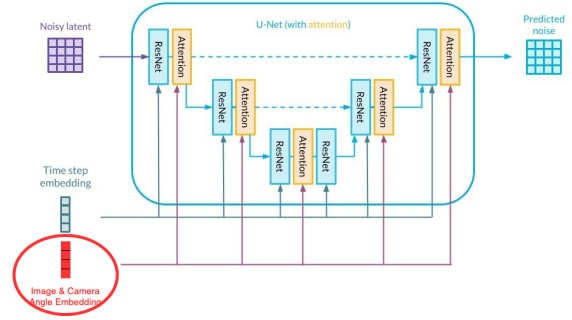 Noisy latent
U-Net (with attention)
Predicted
noise
ResNet
Attention
ResNet
Attention
ResNet
Attention
ResNet
Attention
ResNet
Attention
ResNet
ResNet
Attention
Time step
embedding
Image & Camera
Angle Embedding